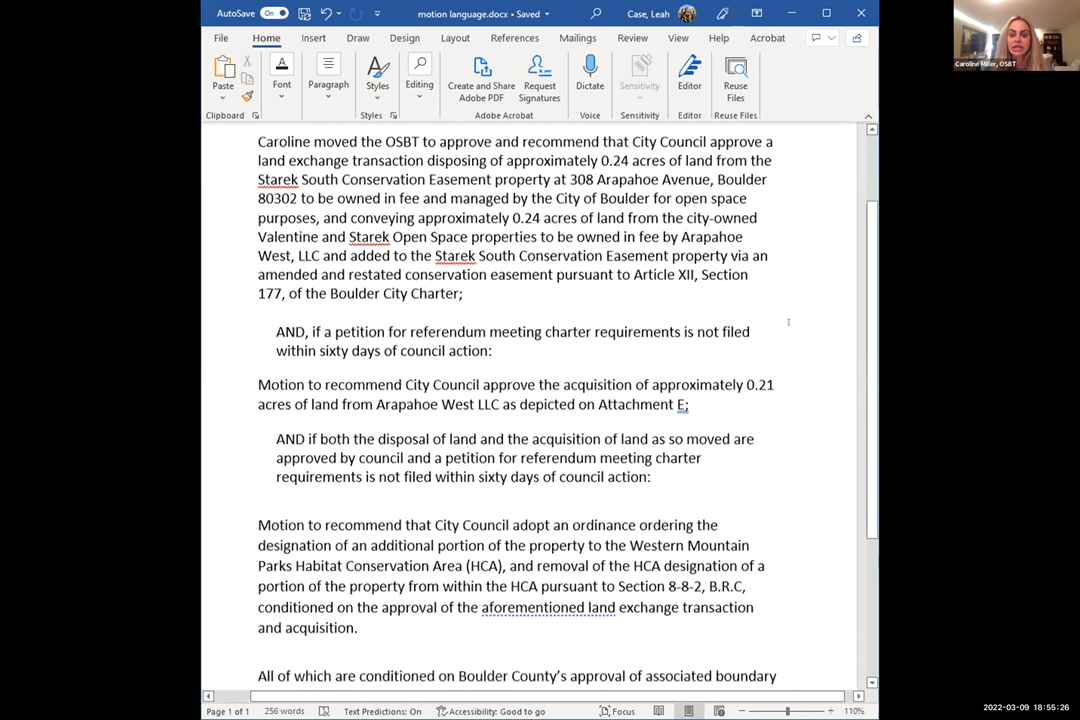 AutoSave On motion language.docx • Saved Case, Leah
File Home Insert Draw Design Layout References Mailings Review View Help Acrobat
Paste Font Paragraph Styles Editing Create and Share Adobe PDF Request Signatures Dictate Sensitivity Editor Reuse Files
Clipboard Styles Adobe Acrobat Voice Sensitivity Editor Reuse Files
Caroline Miller, OSBT
Caroline moved the OSBT to approve and recommend that City Council approve a
land exchange transaction disposing of approximately 0.24 acres of land from the
Starek South Conservation Easement property at 308 Arapahoe Avenue, Boulder
80302 to be owned in fee and managed by the City of Boulder for open space
purposes, and conveying approximately 0.24 acres of land from the city-owned
Valentine and Starek Open Space properties to be owned in fee by Arapahoe
West, LLC and added to the Starek South Conservation Easement property via an
amended and restated conservation easement pursuant to Article XII, Section
177, of the Boulder City Charter;
AND, if a petition for referendum meeting charter requirements is not filed
within sixty days of council action:
Motion to recommend City Council approve the acquisition of approximately 0.21
acres of land from Arapahoe West LLC as depicted on Attachment E;
AND if both the disposal of land and the acquisition of land as so moved are
approved by council and a petition for referendum meeting charter
requirements is not filed within sixty days of council action:
Motion to recommend that City Council adopt an ordinance ordering the
designation of an additional portion of the property to the Western Mountain
Parks Habitat Conservation Area (HCA), and removal of the HCA designation of a
portion of the property from within the HCA pursuant to Section 8-8-2, B.R.C,
conditioned on the approval of the aforementioned land exchange transaction
and acquisition.
All of which are conditioned on Boulder County's approval of associated boundary
Page 1 of 1 256 words Text Predictions: On Accessibility: Good to go Focus 110%
2022-03-09 18:55:26